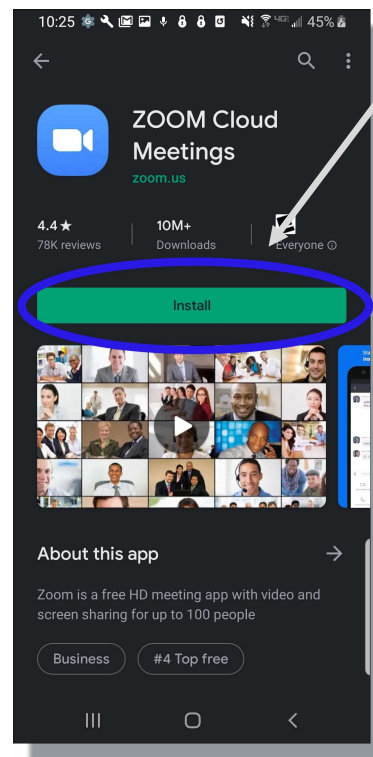 10:25 4GE 45%
ZOOM Cloud
Meetings
zoom.us
4.4★ 10M+
78K reviews Downloads Everyone
Install
About this app
Zoom is a free HD meeting app with video and
screen sharing for up to 100 people
Business #4 Top free